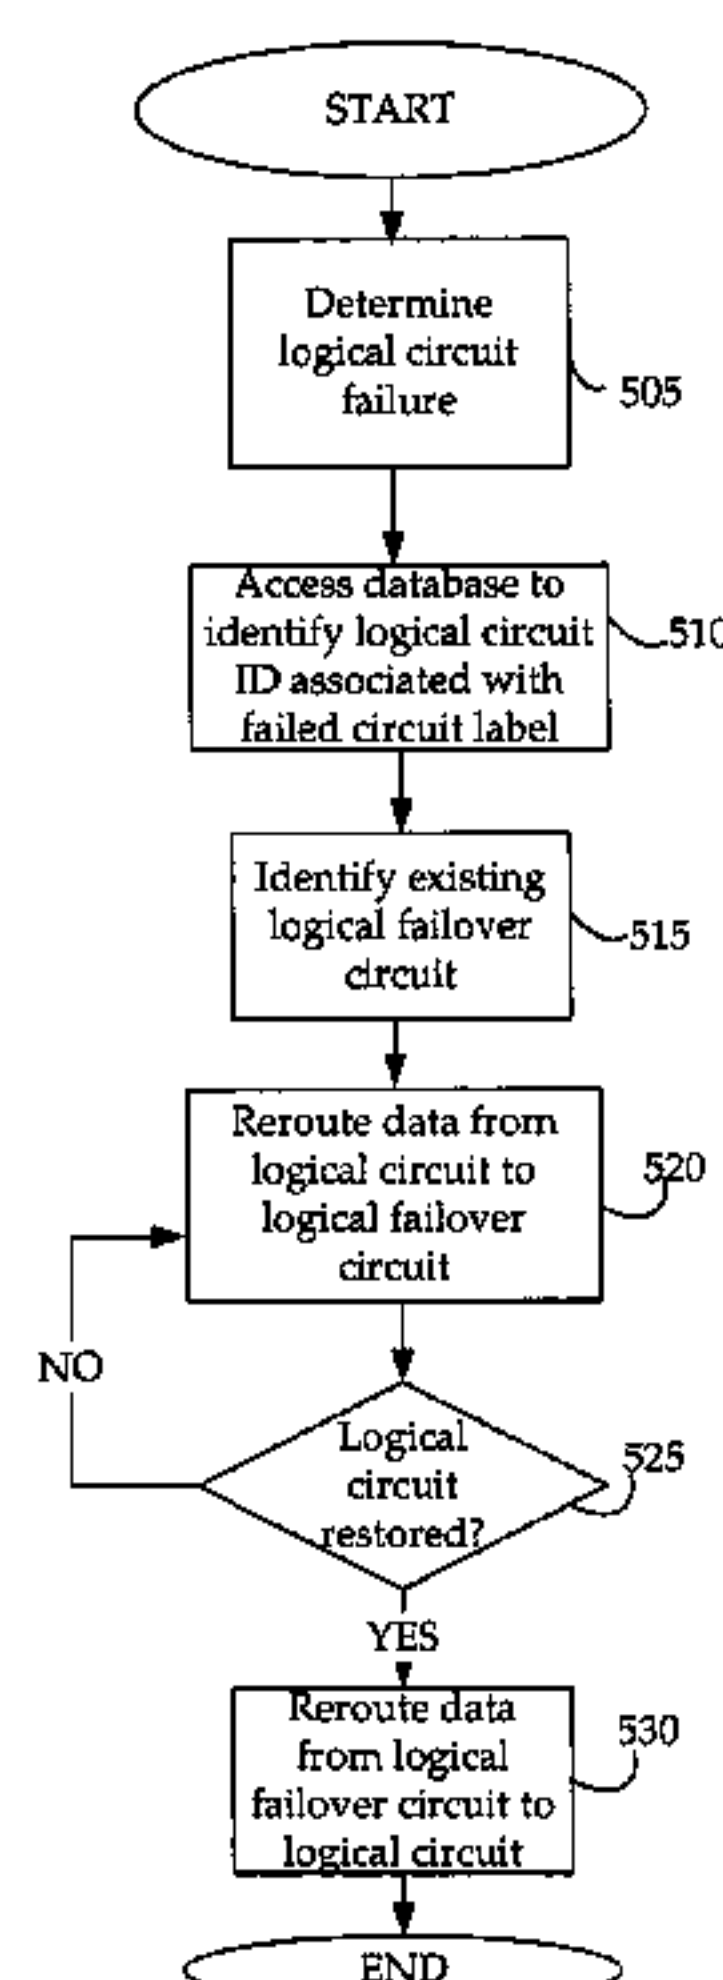 START
Determine
logical circuit
failure
505
Access database to
identify logical circuit
ID associated with
failed circuit label
510
Identify existing
logical failover
circuit
515
Reroute data from
logical circuit to
logical failover
circuit
520
NO
Logical
circuit
restored?
525
YES
Reroute data
from logical
failover circuit to
logical circuit
530
END